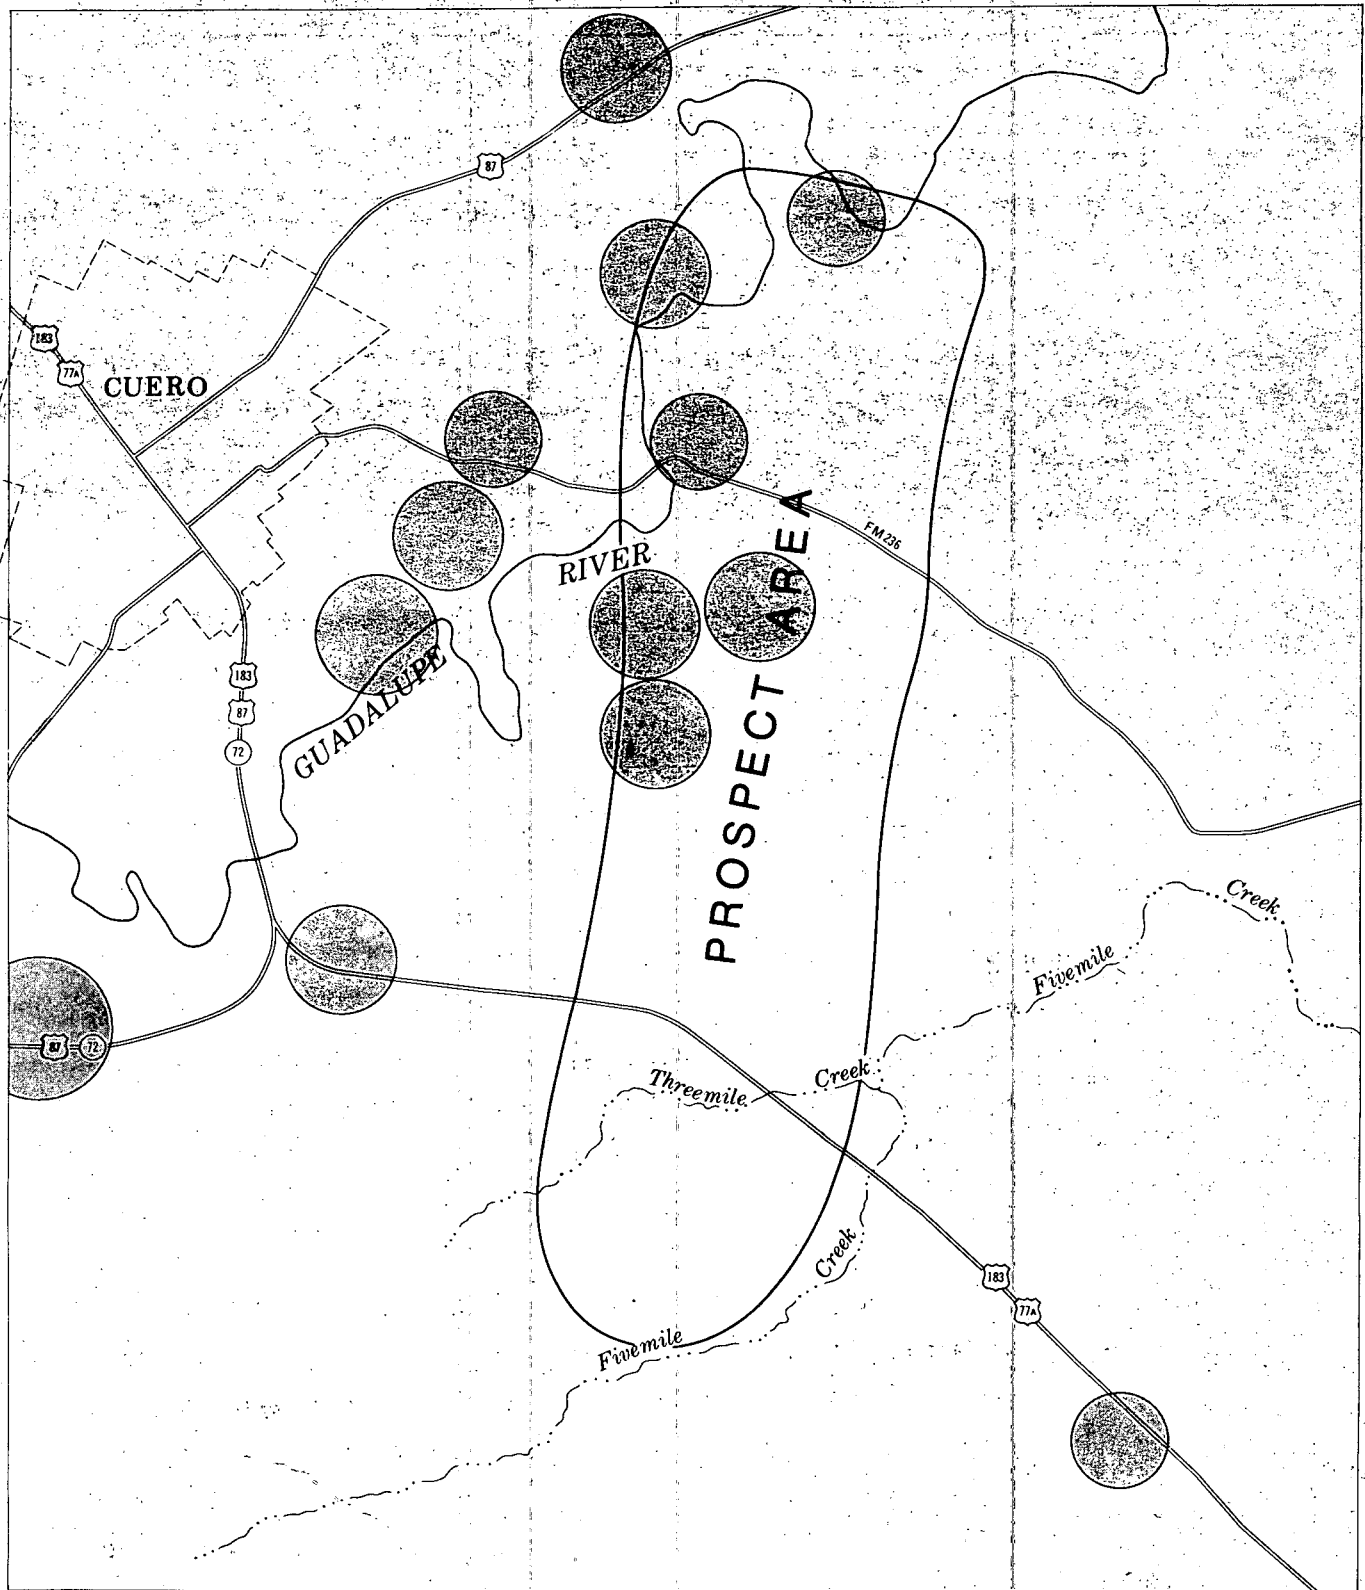 87
183
77A
CUERO
FM 236
RIVER
GUADALUPE
PROSPECT AREA
183
87
72
87
72
Creek
Fivemile
Threemile
Creek
Creek
Fivemile
183
77A